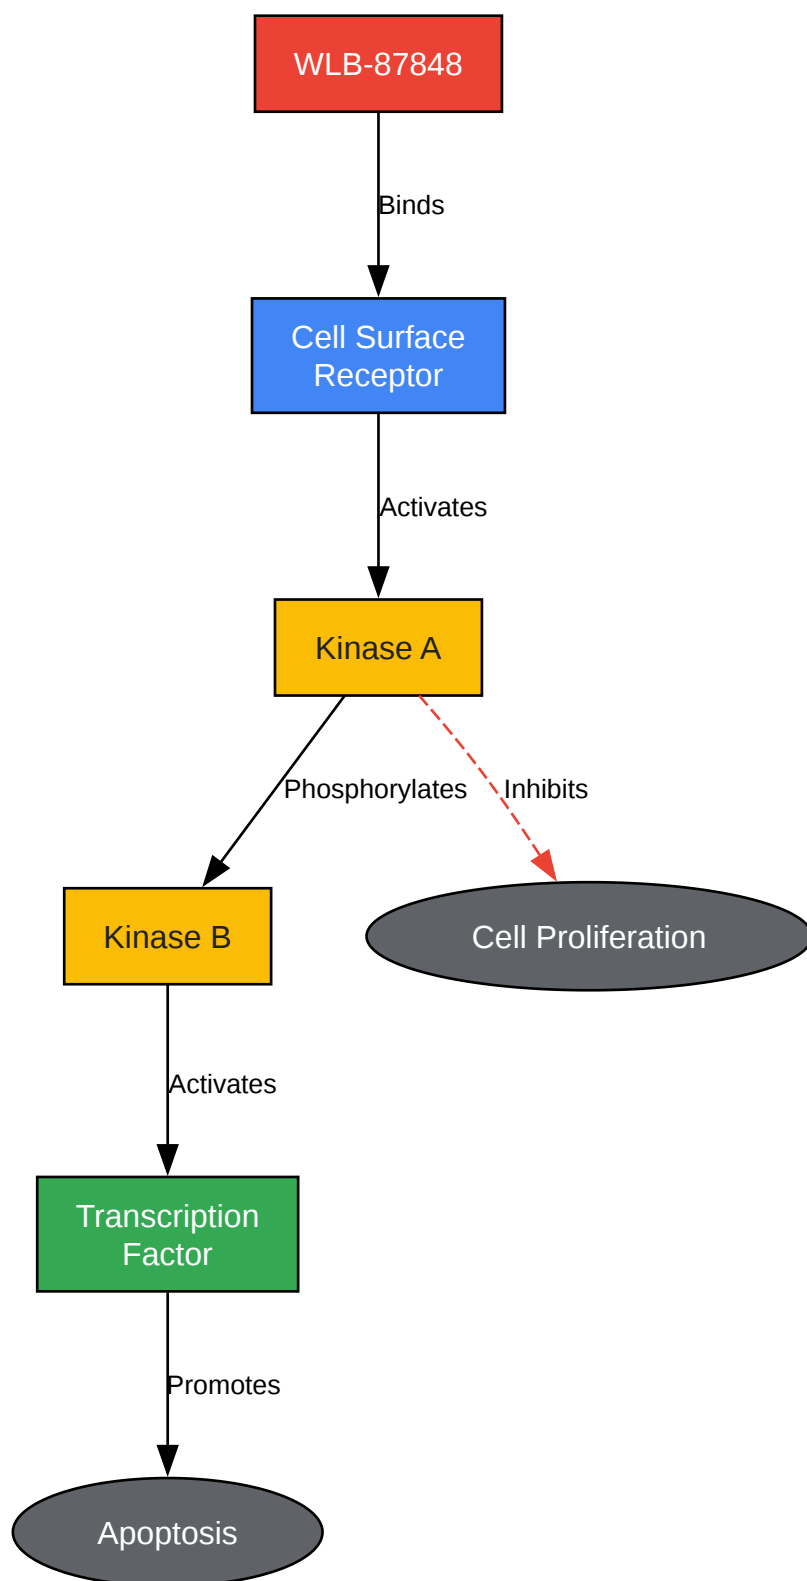 WLB-87848
Binds
Cell Surface
Receptor
Activates
Kinase A
Phosphorylates
Inhibits
Kinase B
Cell Proliferation
Activates
Transcription
Factor
Promotes
Apoptosis